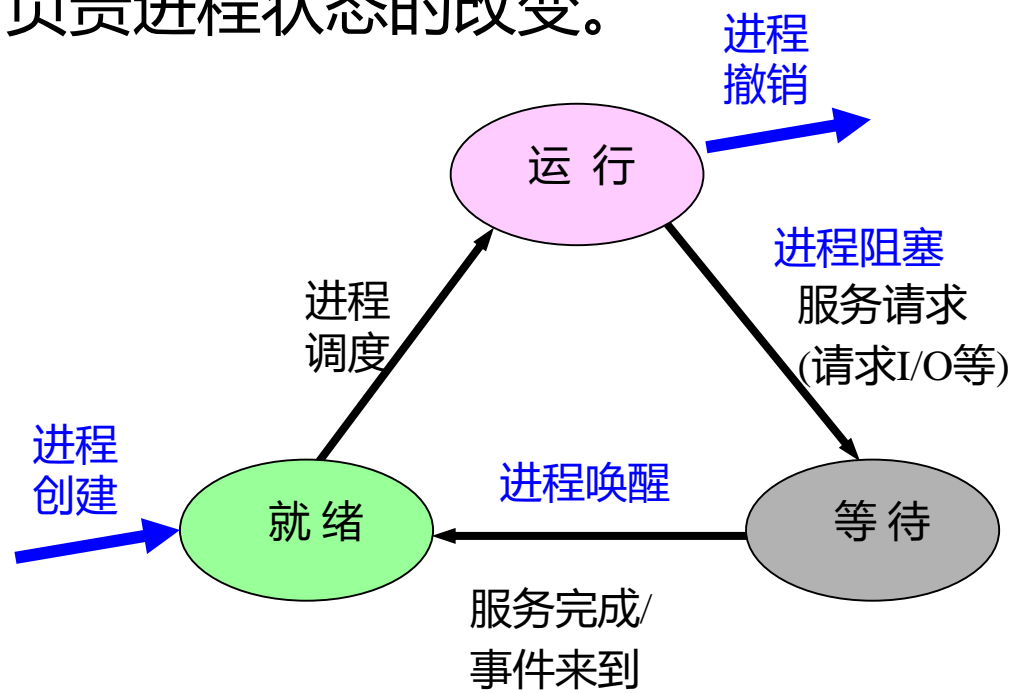 负责进程状态的改变。
进程
撤销
运 行
进程阻塞
服务请求
(请求I/O等)
进程
调度
进程
创建
就 绪
进程唤醒
等 待
服务完成/
事件来到